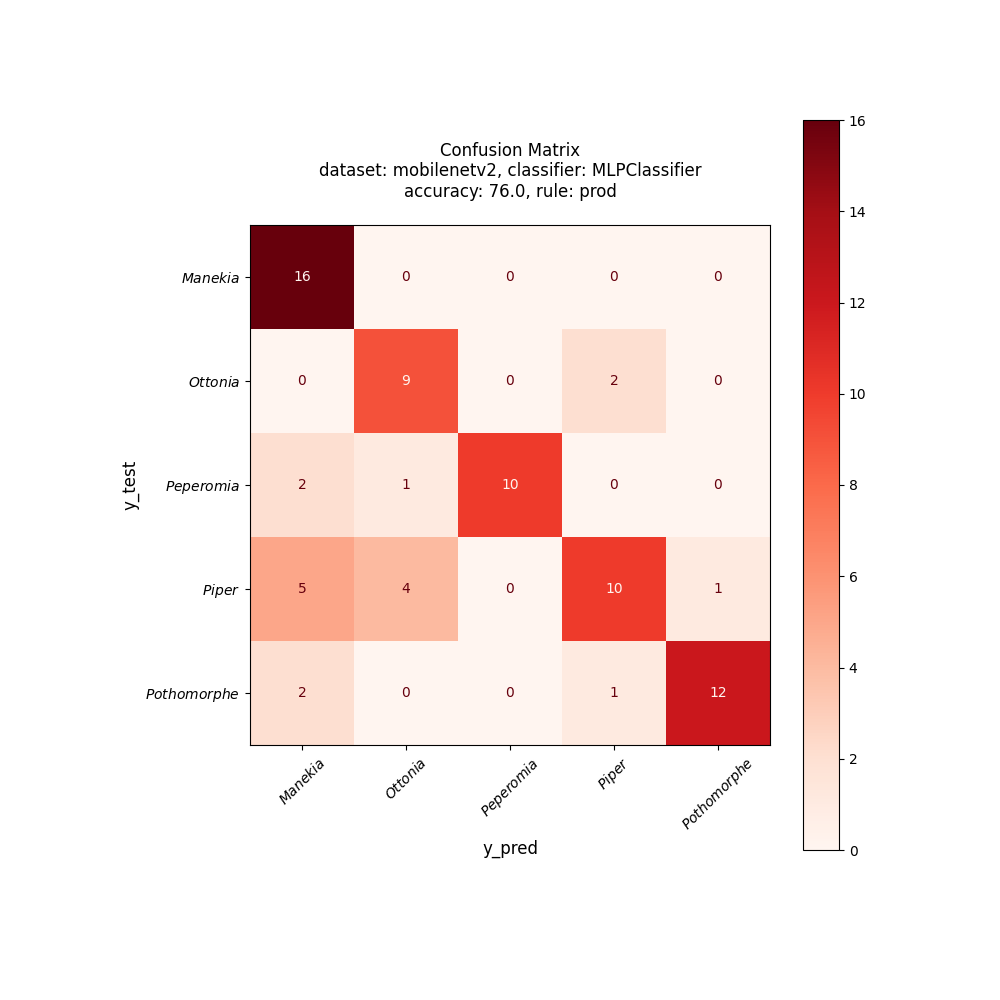 Confusion Matrix
dataset: mobilenetv2, classifier: MLPClassifier
accuracy: 76.0, rule: prod
Manekia 16 0 0 0 0
Ottonia 0 9 0 2 0
Peperomia 2 1 10 0 0
Piper 5 4 0 10 1
Pothomorphe 2 0 0 1 12
y_test
Manekia Ottonia Peperomia Piper Pothomorphe
y_pred
16
14
12
10
8
6
4
2
0